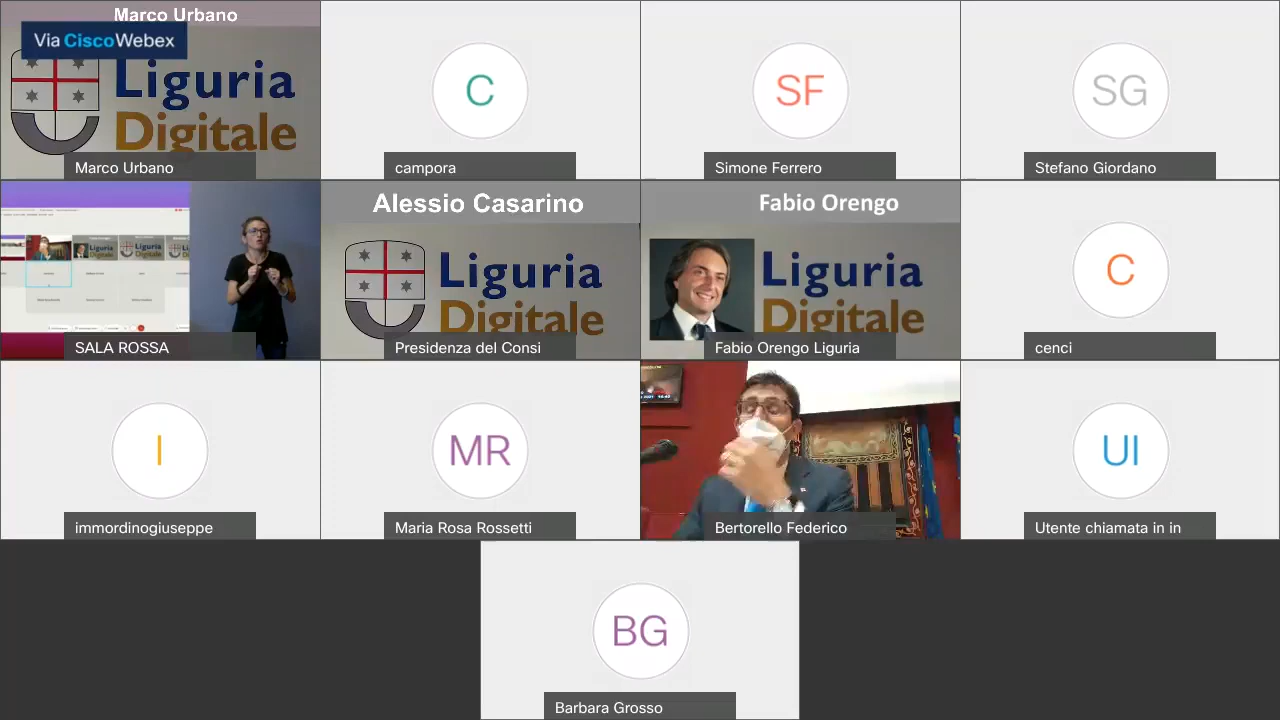 Marco Urbano
Via Cisco Webex
Liguria
Digitale
Marco Urbano
C
campora
SF
Simone Ferrero
SG
Stefano Giordano
SALA ROSSA
Alessio Casarino
Liguria
Digitale
Presidenza del Consi
Fabio Orengo
Liguria
Digitale
Fabio Orengo Liguria
C
cenci
I
immordinogiuseppe
MR
Maria Rosa Rossetti
Bertorello Federico
UI
Utente chiamata in in
BG
Barbara Grosso